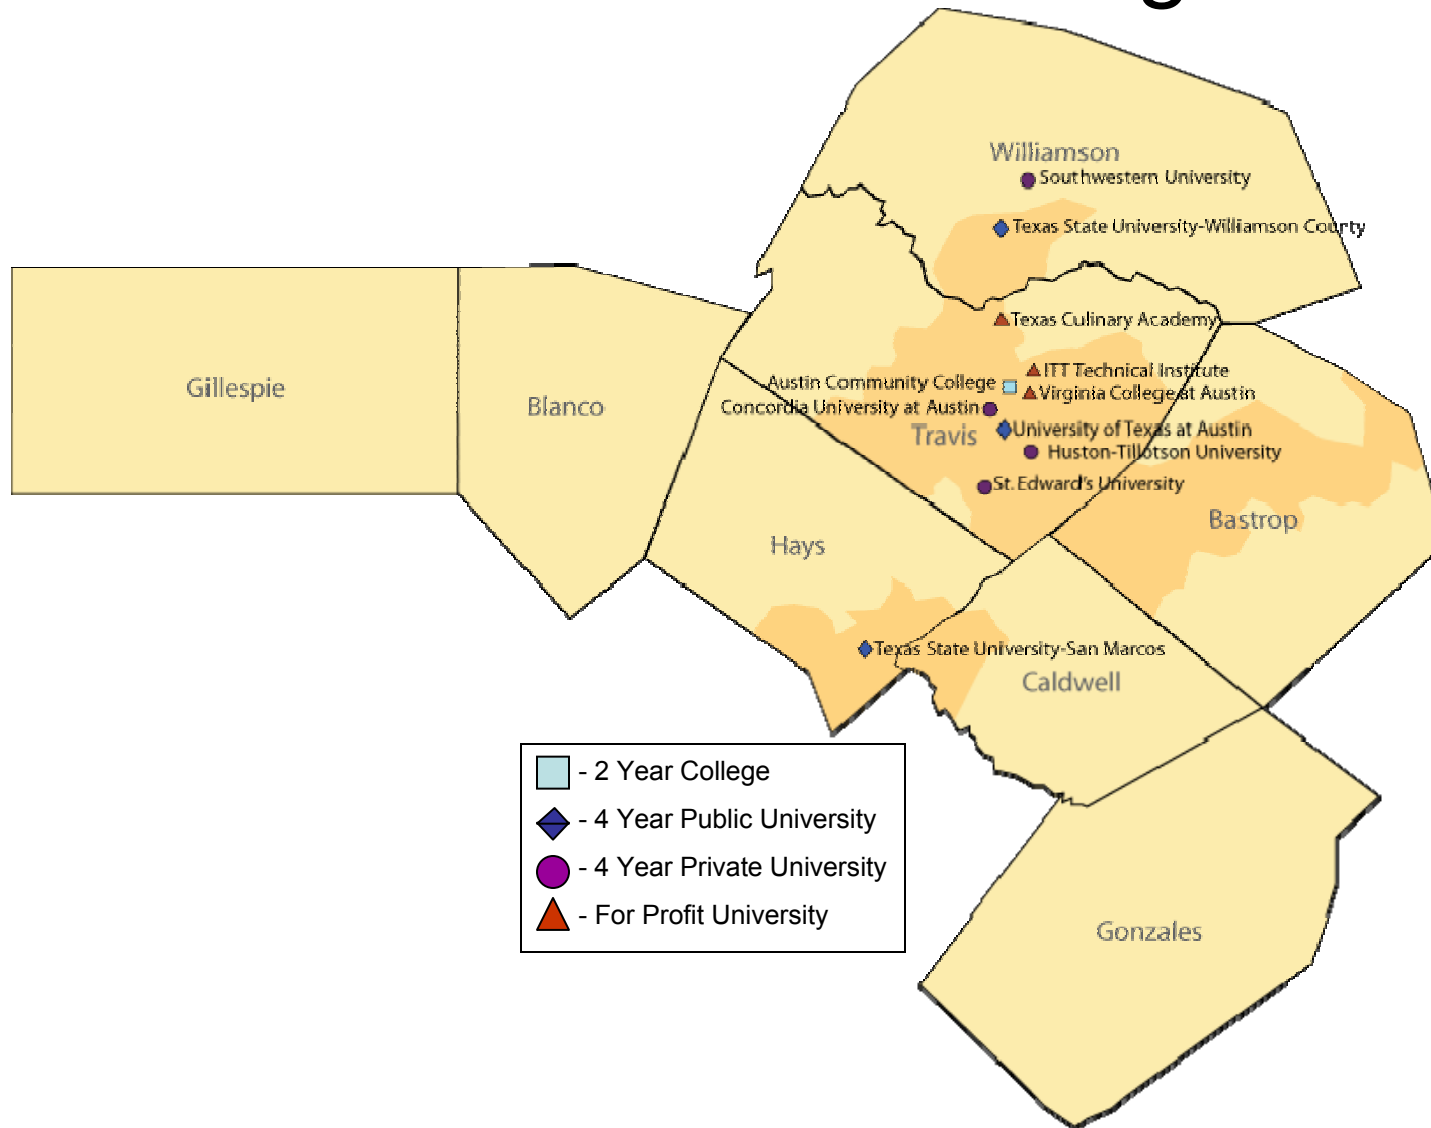 g
Williamson
Southwestern University
Texas State University-Williamson County
Texas Culinary Academy
ITT Technical Institute
Austin Community College
Virginia College at Austin
Concordia University at Austin
University of Texas at Austin
Travis
Huston-Tillotson University
St. Edward's University
Gillespie
Blanco
Bastrop
Hays
Texas State University-San Marcos
Caldwell
- 2 Year College
- 4 Year Public University
- 4 Year Private University
- For Profit University
Gonzales